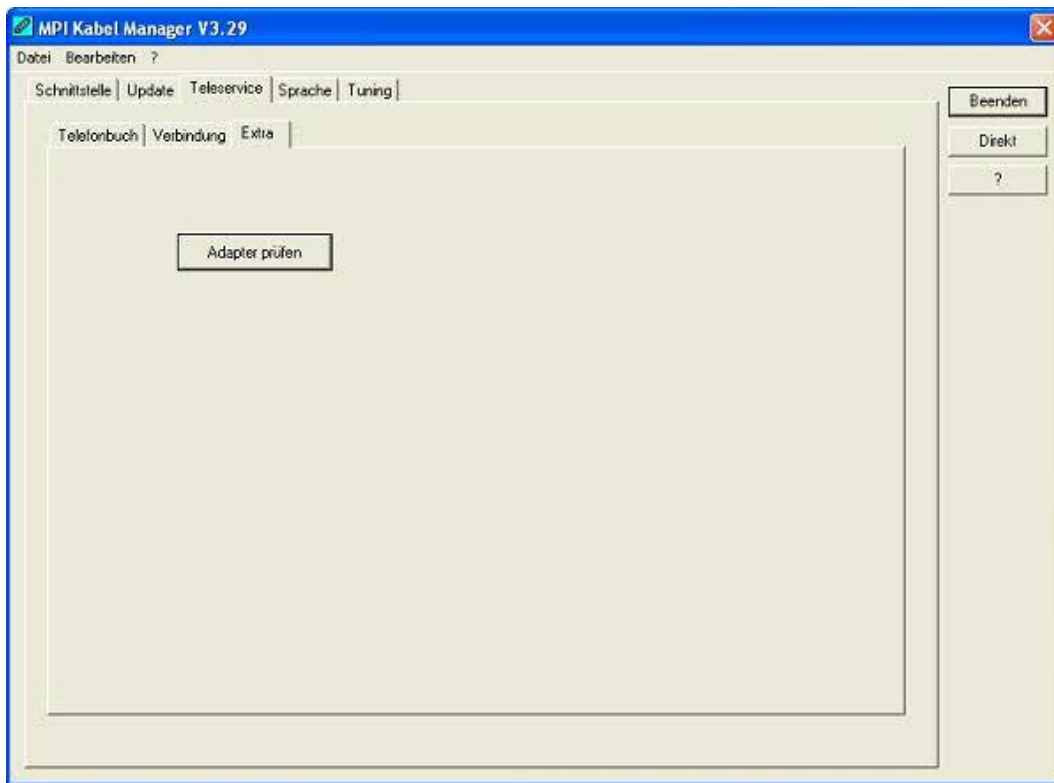 MPI Kabel Manager V3.29
Datei Bearbeiten ?
Schnittstelle Update Teleservice Sprache Tuning
Telefonbuch Verbindung Extra
Adapter prüfen
Beenden
Direkt
?